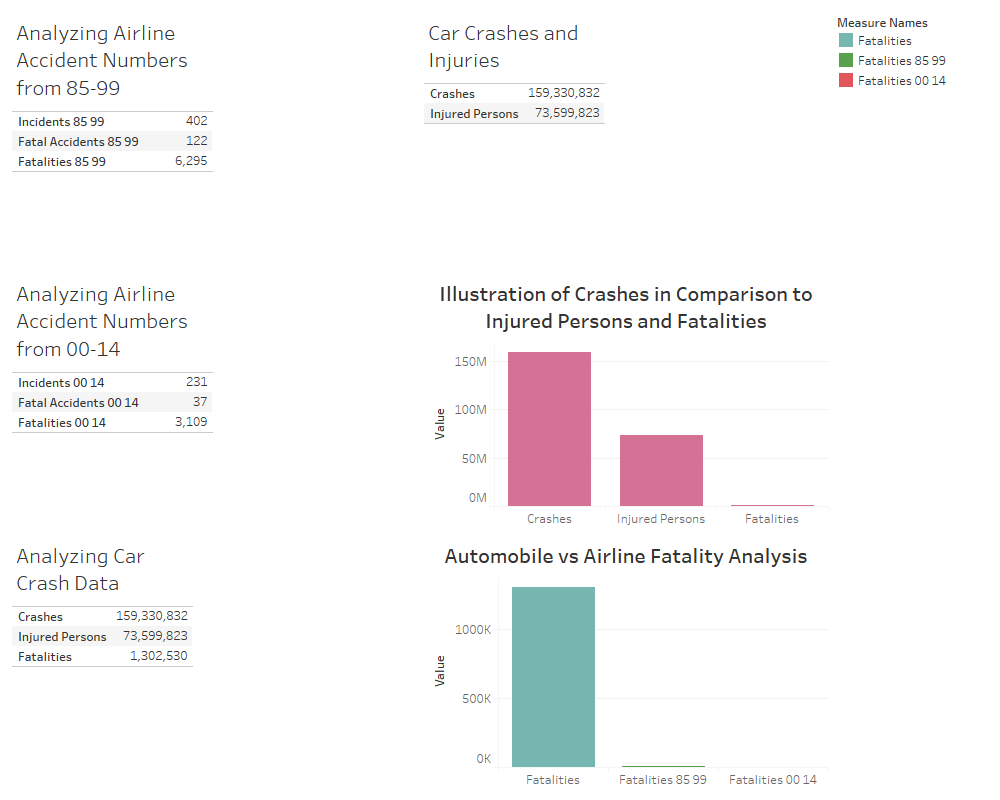 Analyzing Airline
Accident Numbers
from 85-99
Incidents 85 99 402
Fatal Accidents 85 99 122
Fatalities 85 99 6,295
Car Crashes and
Injuries
Crashes 159,330,832
Injured Persons 73,599,823
Measure Names
Fatalities
Fatalities 85 99
Fatalities 00 14
Analyzing Airline
Accident Numbers
from 00-14
Incidents 00 14 231
Fatal Accidents 00 14 37
Fatalities 00 14 3,109
Illustration of Crashes in Comparison to
Injured Persons and Fatalities
Value
150M
100M
50M
0M
Crashes Injured Persons Fatalities
Analyzing Car
Crash Data
Crashes 159,330,832
Injured Persons 73,599,823
Fatalities 1,302,530
Automobile vs Airline Fatality Analysis
Value
1000K
500K
0K
Fatalities Fatalities 85 99 Fatalities 00 14